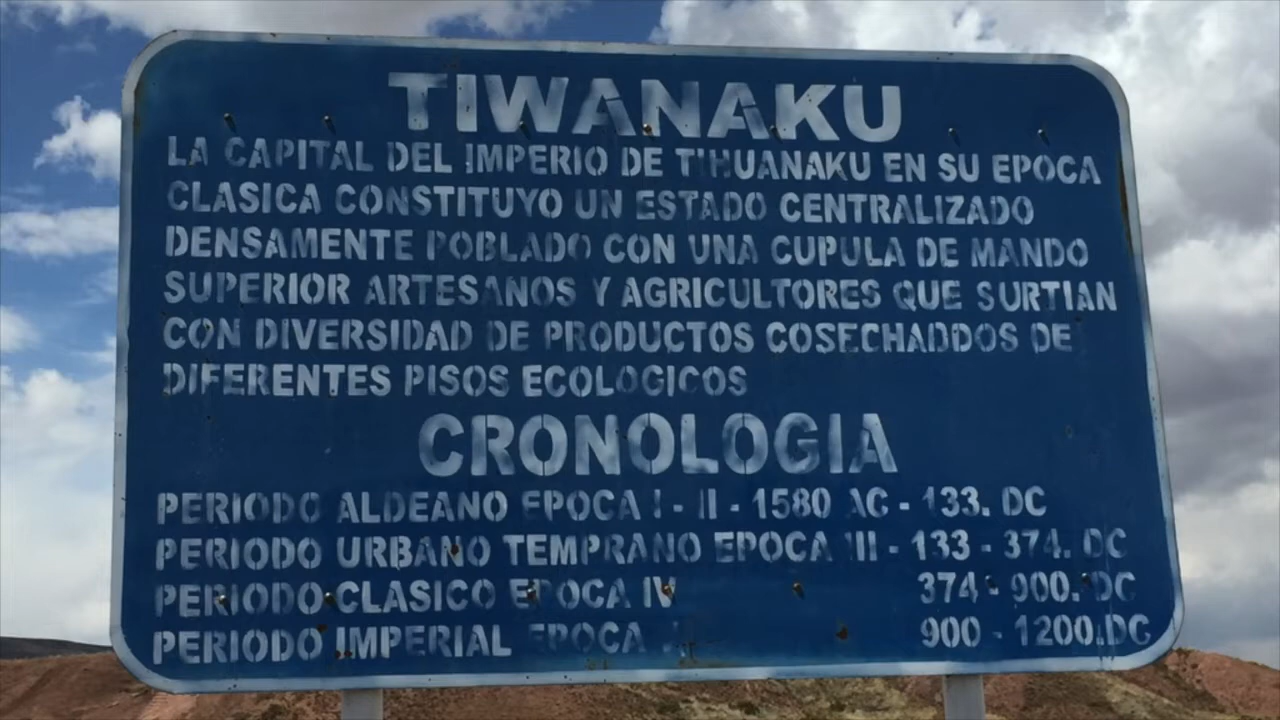 TIWANAKU
LA CAPITAL DEL IMPERIO DE TIHUANAKU EN SU EPOCA
CLASICA CONSTITUYO UN ESTADO CENTRALIZADO
DENSAMENTE POBLADO CON UNA CUPULA DE MANDO
SUPERIOR ARTESANOS Y AGRICULTORES QUE SURTIAN
CON DIVERSIDAD DE PRODUCTOS COSECHADDOS DE
DIFERENTES PISOS ECOLOGICOS
CRONOLOGIA
PERIODO ALDEANO EPOCA I - II - 1580 AC - 133. DC
PERIODO URBANO TEMPRANO EPOCA III - 133 - 374. DC
PERIODO CLASICO EPOCA IV 374 - 900. DC
PERIODO IMPERIAL EPOCA 900 - 1200.DC